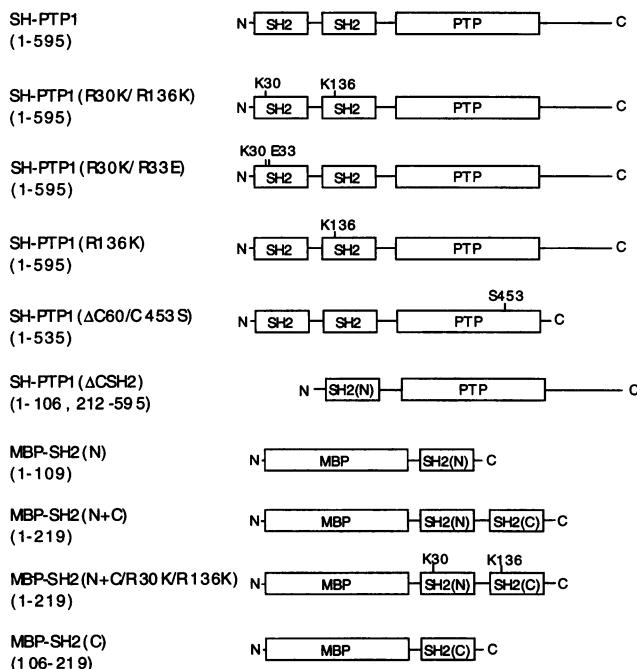 SH-PTP1
(1-595)
N SH2 SH2 PTP C
SH-PTP1(R30K/R136K)
(1-595)
K30 K136
N SH2 SH2 PTP C
SH-PTP1(R30K/R33E)
(1-595)
K30 E33
N SH2 SH2 PTP C
SH-PTP1(R136K)
(1-595)
K136
N SH2 SH2 PTP C
SH-PTP1(ΔC60/C453S)
(1-535)
S453
N SH2 SH2 PTP C
SH-PTP1(ΔCSH2)
(1-106, 212-595)
N SH2(N) PTP C
MBP-SH2(N)
(1-109)
N MBP SH2(N) C
MBP-SH2(N+C)
(1-219)
N MBP SH2(N) SH2(C) C
MBP-SH2(N+C/R30K/R136K)
(1-219)
K30 K136
N MBP SH2(N) SH2(C) C
MBP-SH2(C)
(106-219)
N MBP SH2(C) C